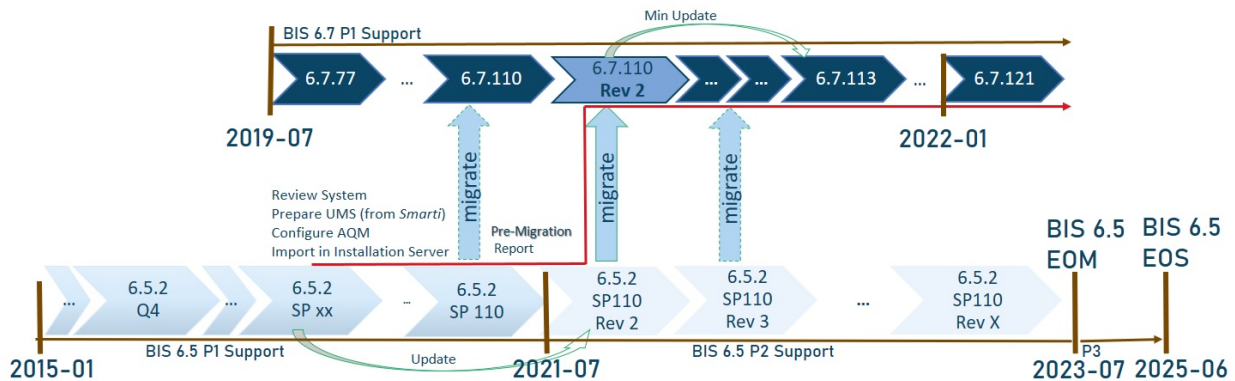 Min Update
BIS 6.7 P1 Support
6.7.77
...
6.7.110
6.7.110
Rev 2
...
...
6.7.113
...
6.7.121
2019-07
2022-01
migrate
migrate
migrate
Review System
Prepare UMS (from Smarti)
Configure AQM
Import in Installation Server
Pre-Migration
Report
BIS 6.5
EOM
BIS 6.5
EOS
...
6.5.2
Q4
...
6.5.2
SP xx
...
6.5.2
SP 110
6.5.2
SP110
Rev 2
6.5.2
SP110
Rev 3
...
6.5.2
SP110
Rev X
BIS 6.5 P1 Support
Update
BIS 6.5 P2 Support
P3
2015-01
2021-07
2023-07
2025-06